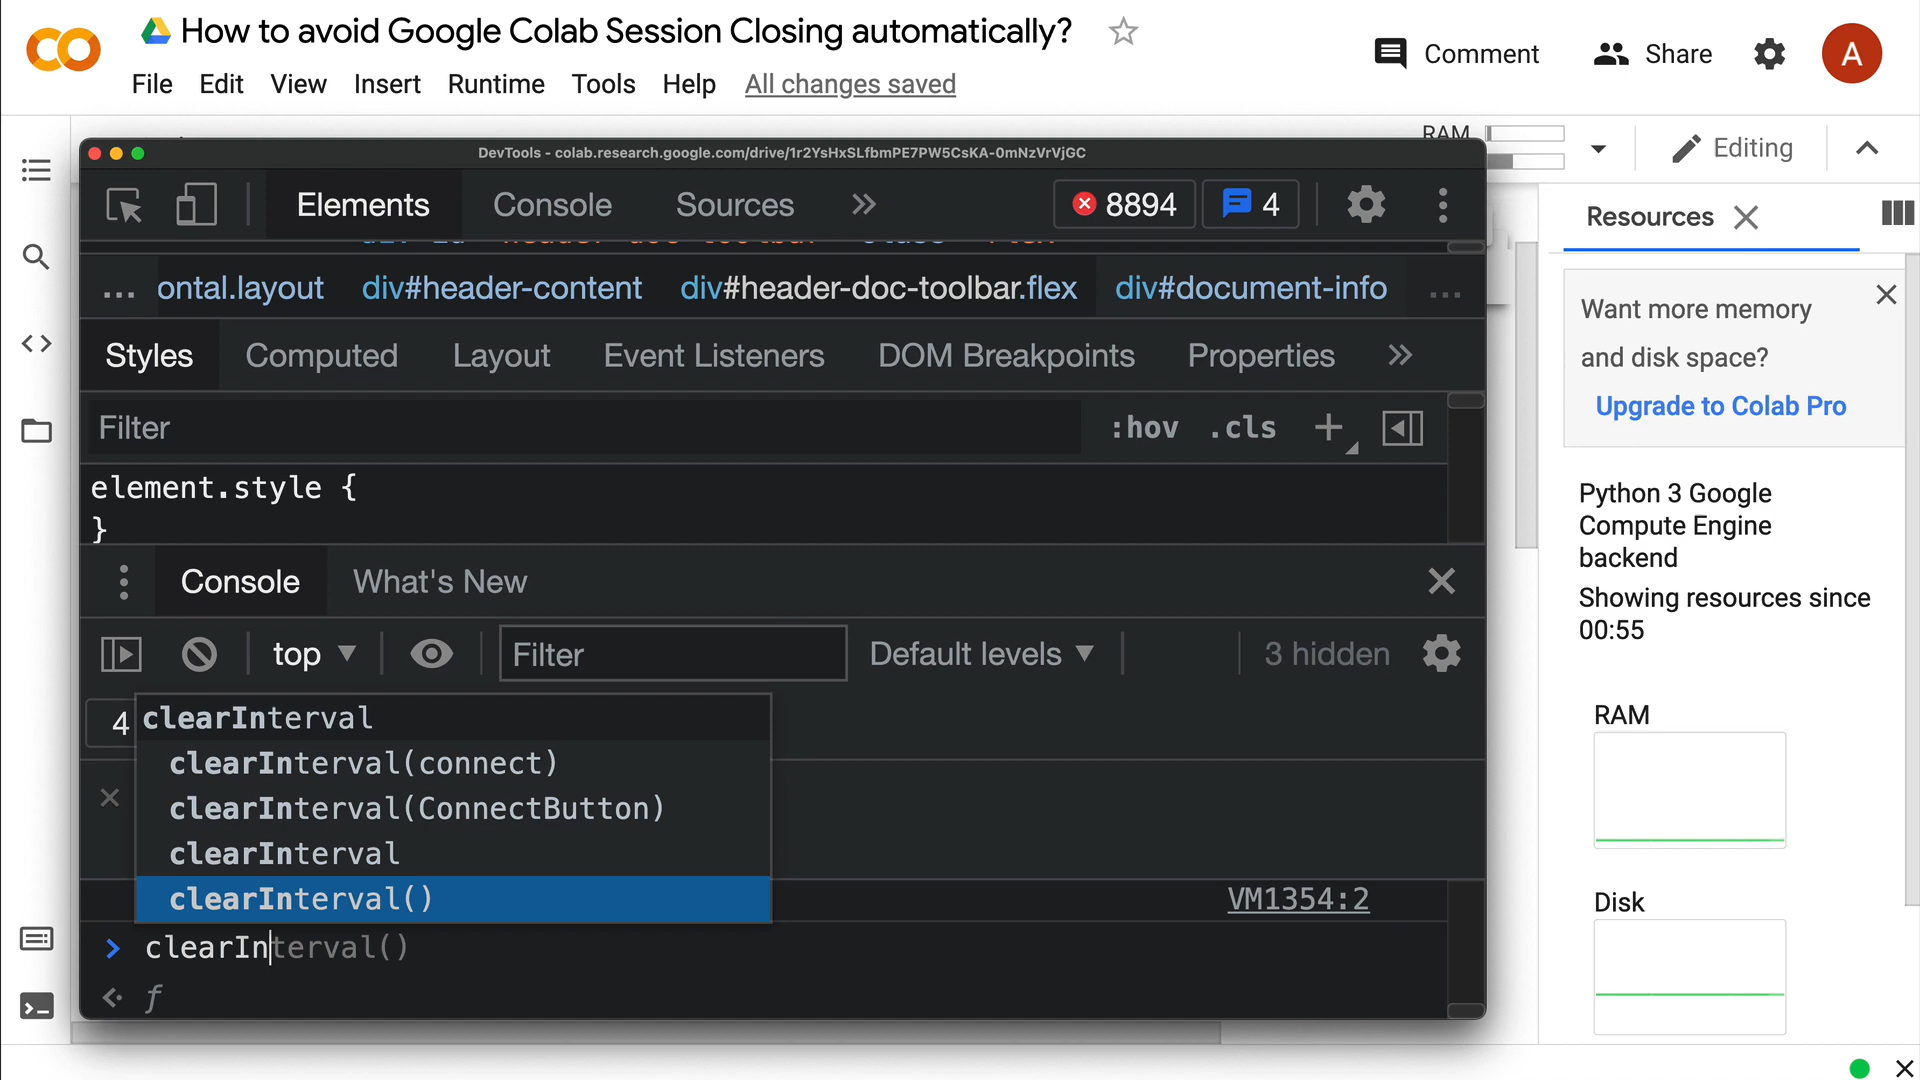 How to avoid Google Colab Session Closing automatically?
File Edit View Insert Runtime Tools Help All changes saved
Comment Share A
RAM
Editing
DevTools - colab.research.google.com/drive/1r2YsHxSLfbmPE7PW5CsKA-0mNzVrVjGC
Elements Console Sources 8894 4
... ontal.layout div#header-content div#header-doc-toolbar.flex div#document-info ...
Styles Computed Layout Event Listeners DOM Breakpoints Properties
Filter :hov .cls
element.style {
}
Console What's New
top Filter Default levels 3 hidden
4 clearInterval
clearInterval(connect)
clearInterval(ConnectButton)
clearInterval
clearInterval()
VM1354:2
clearInterval()
f
Resources
Want more memory
and disk space?
Upgrade to Colab Pro
Python 3 Google
Compute Engine
backend
Showing resources since
00:55
RAM
Disk